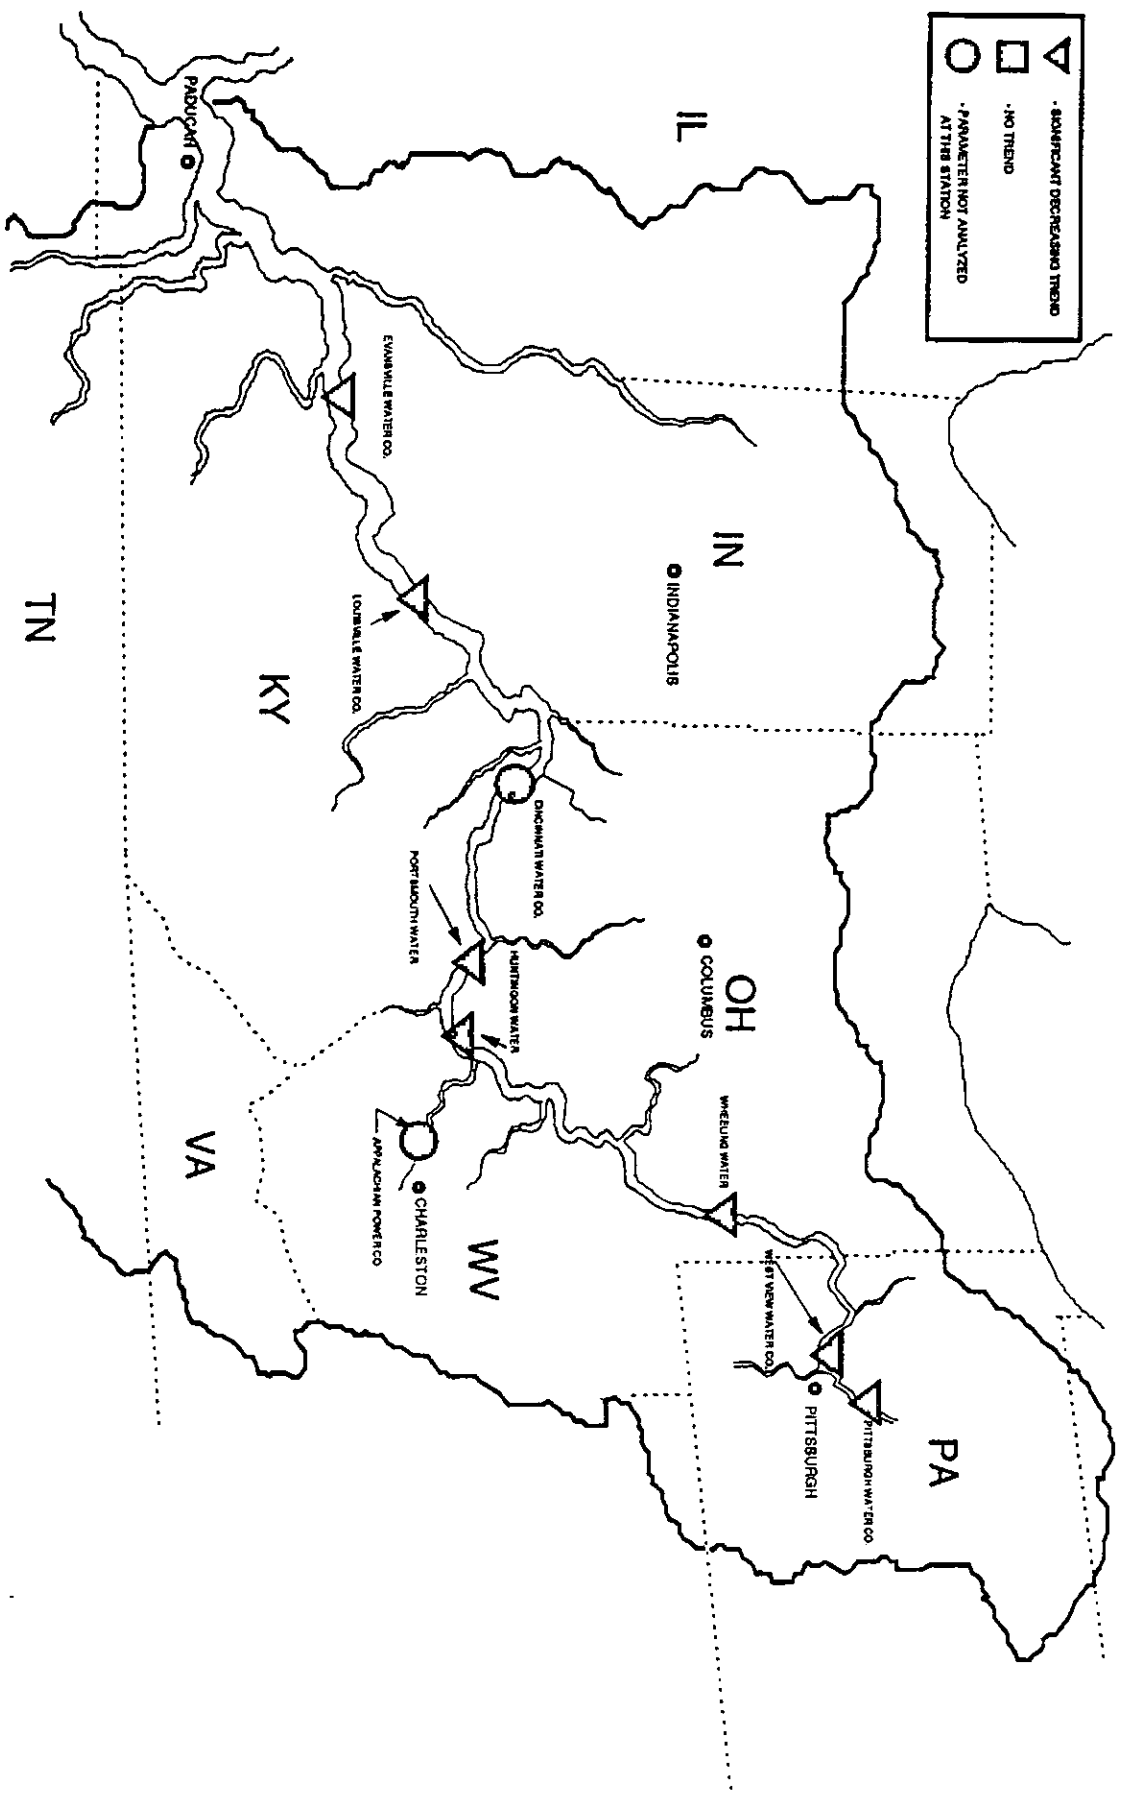 - SIGNIFICANT DECREASING TREND
- NO TREND
- PARAMETER NOT ANALYZED
AT THIS STATION
IL
IN
OH
PA
KY
TN
WV
VA
PADUCAH
EVANSVILLE WATER CO.
LOUISVILLE WATER CO.
INDIANAPOLIS
CINCINNATI WATER CO.
PORTSMOUTH WATER
HUNTINGON WATER
COLUMBUS
APPALACHIAN POWER CO
CHARLESTON
WHEELING WATER
WEST VIEW WATER CO.
PITTSBURGH
PITTSBURGH WATER CO.